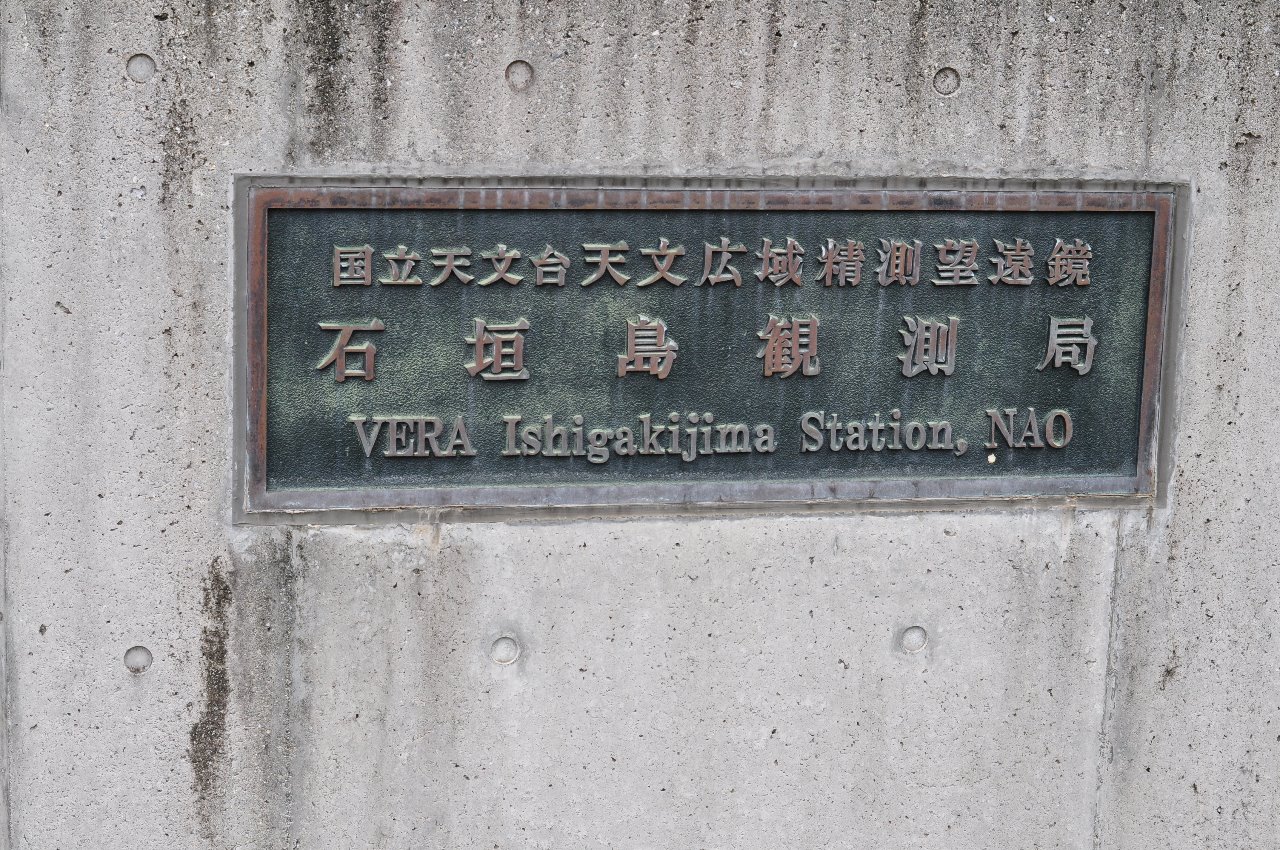 国立天文台天文広域精測望遠鏡
石垣島観測局
VERA Ishigakijima Station, NAO